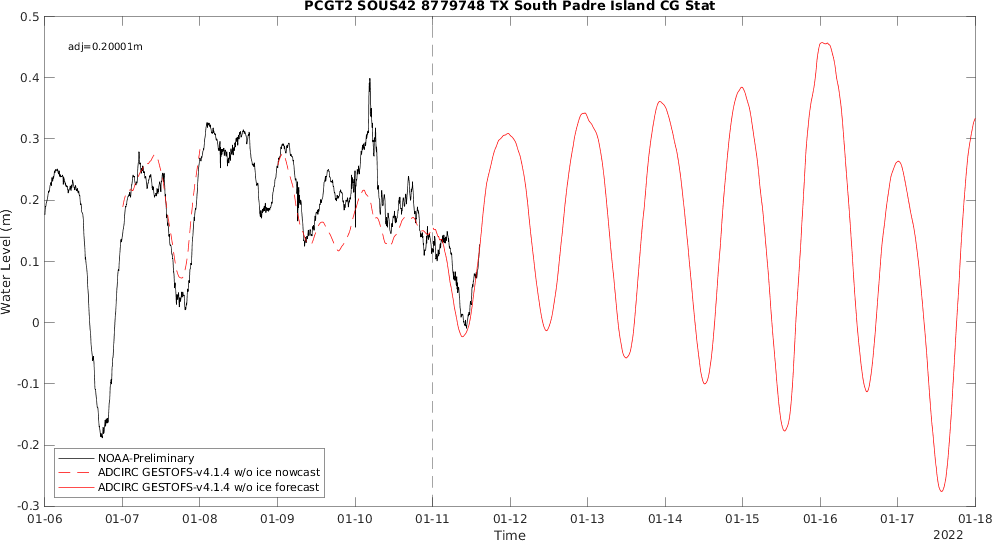 PCGT2 SOUS42 8779748 TX South Padre Island CG Stat
adj=0.20001m
0.5
0.4
0.3
0.2
0.1
0
-0.1
-0.2
-0.3
Water Level (m)
NOAA-Preliminary
ADCIRC GESTOFS-v4.1.4 w/o ice nowcast
ADCIRC GESTOFS-v4.1.4 w/o ice forecast
01-06 01-07 01-08 01-09 01-10 01-11 01-12 01-13 01-14 01-15 01-16 01-17 01-18
Time
2022